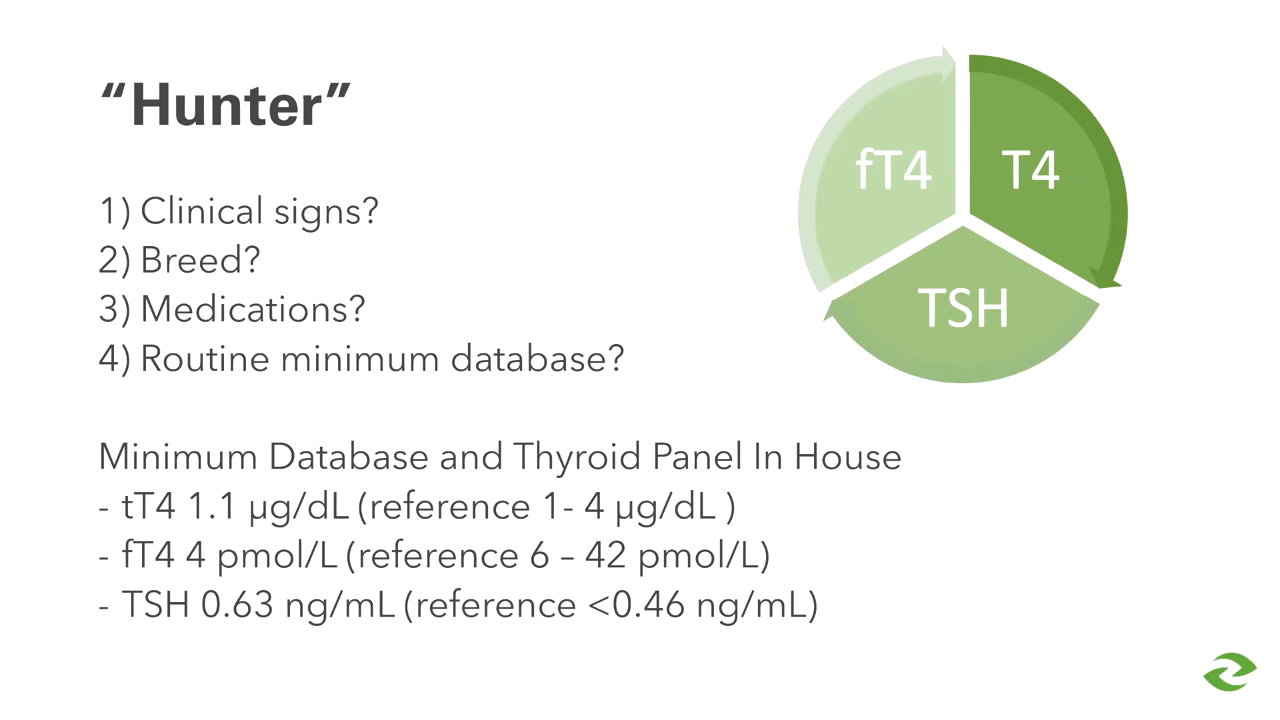 “Hunter”
1) Clinical signs?
2) Breed?
3) Medications?
4) Routine minimum database?
fT4
T4
TSH
Minimum Database and Thyroid Panel In House
- tT4 1.1 µg/dL (reference 1- 4 µg/dL )
- fT4 4 pmol/L (reference 6 – 42 pmol/L)
- TSH 0.63 ng/mL (reference <0.46 ng/mL)